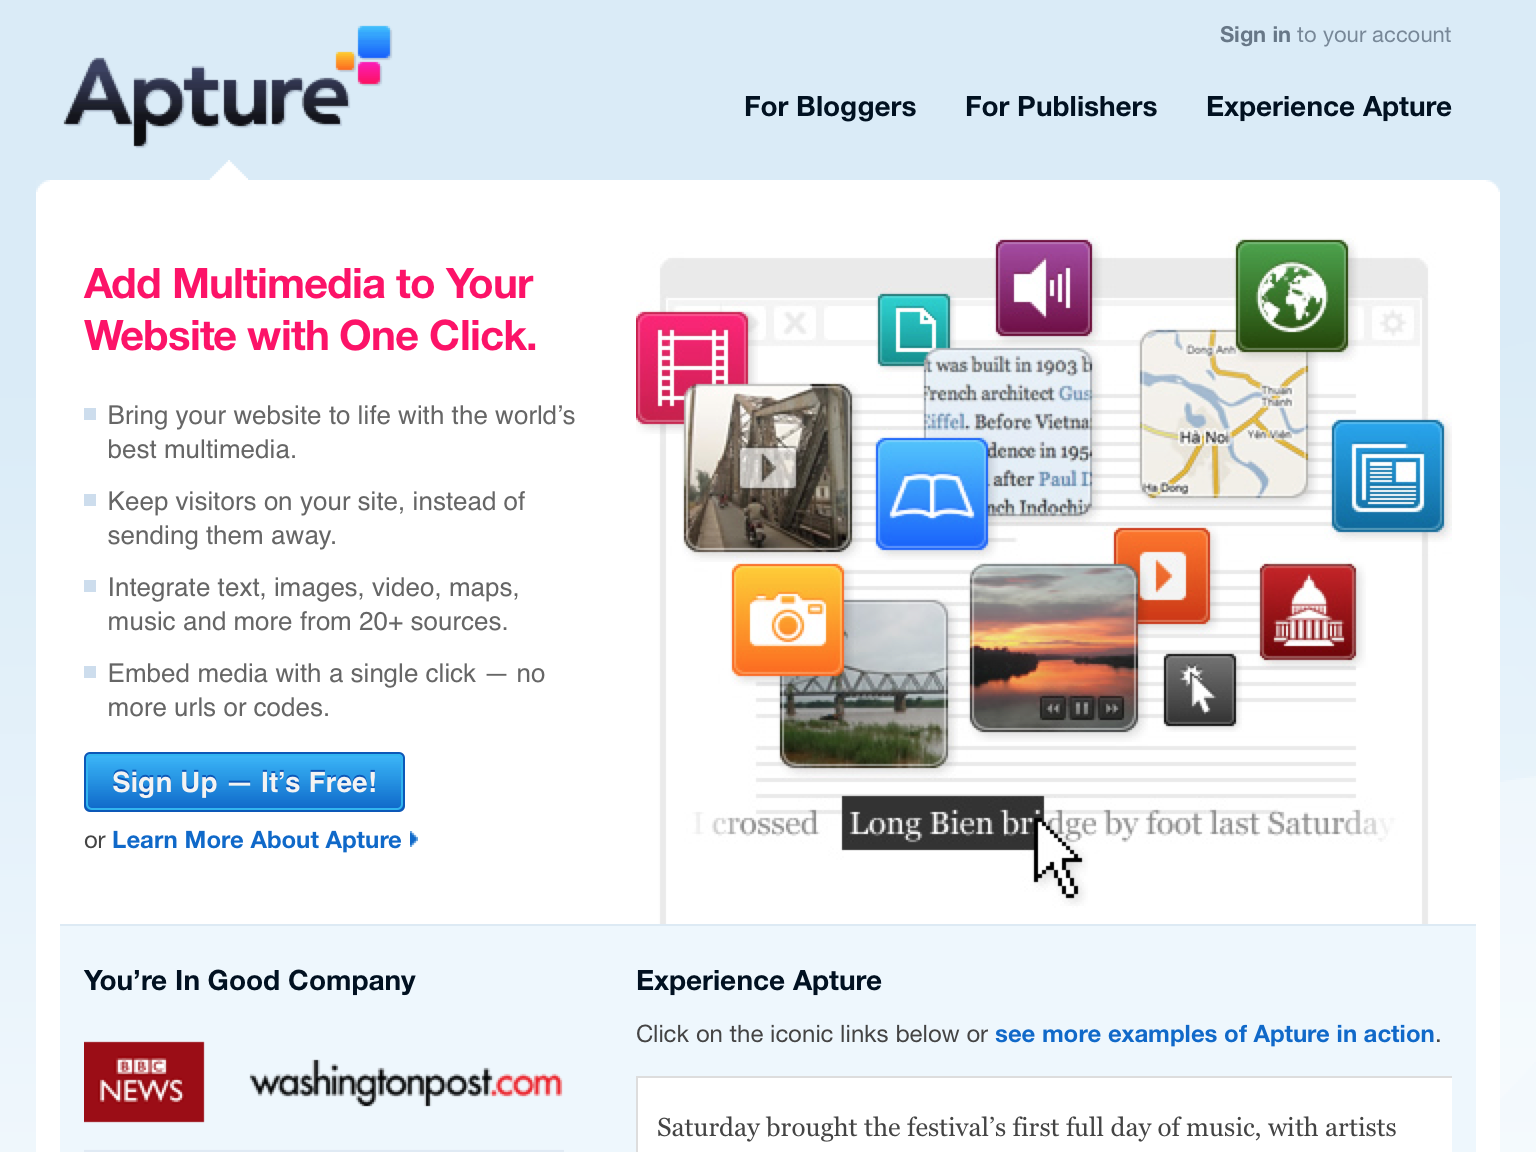 Apture
Sign in to your account
For Bloggers
For Publishers
Experience Apture
Add Multimedia to Your
Website with One Click.
Bring your website to life with the world’s
best multimedia.
Keep visitors on your site, instead of
sending them away.
Integrate text, images, video, maps,
music and more from 20+ sources.
Embed media with a single click — no
more urls or codes.
Sign Up — It’s Free!
or Learn More About Apture
t was built in 1903 b
French architect Gus
Eiffel. Before Vietna
dence in 195
after Paul D
nch Indochi
Dong Anh
Thuan
Thành
Hà Noi
Yên Viên
Ha Dong
I crossed Long Bien bridge by foot last Saturday
You’re In Good Company
BBC
NEWS
washingtonpost.com
Experience Apture
Click on the iconic links below or see more examples of Apture in action.
Saturday brought the festival’s first full day of music, with artists